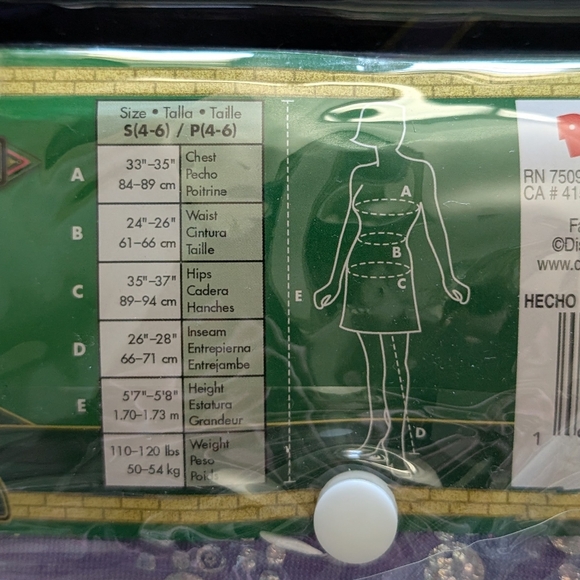 Size • Talla • Taille
S(4-6) / P(4-6)
A
33"–35"
84–89 cm
Chest
Pecho
Poitrine
B
24"–26"
61–66 cm
Waist
Cintura
Taille
C
35"–37"
89–94 cm
Hips
Cadera
Hanches
D
26"–28"
66–71 cm
Inseam
Entrepierna
Entrejambe
E
5'7"–5'8"
1.70–1.73 m
Height
Estatura
Grandeur
110–120 lbs
50–54 kg
Weight
Peso
A
B
C
E
D
RN 7509
CA # 41
©Dis
www.
HECHO
1